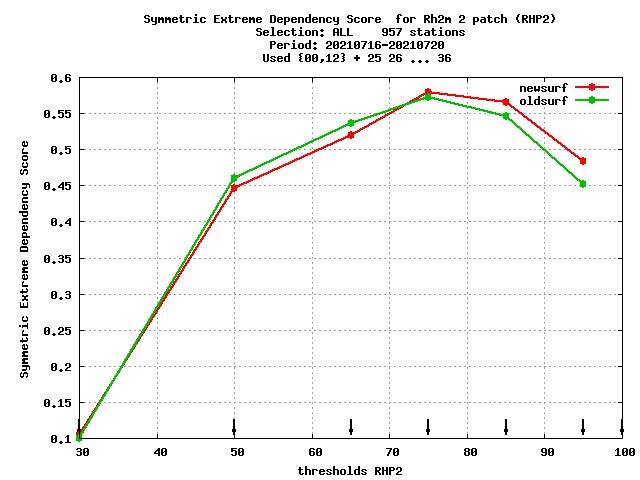 Symmetric Extreme Dependency Score  for Rh2m 2 patch (RHP2)
Selection: ALL    957 stations
Period: 20210716-20210720
Used {00,12} + 25 26 ... 36
newsurf
oldsurf
0.6
0.55
0.5
0.45
0.4
0.35
0.3
0.25
0.2
0.15
0.1
Symmetric Extreme Dependency Score
30 40 50 60 70 80 90 100
thresholds RHP2